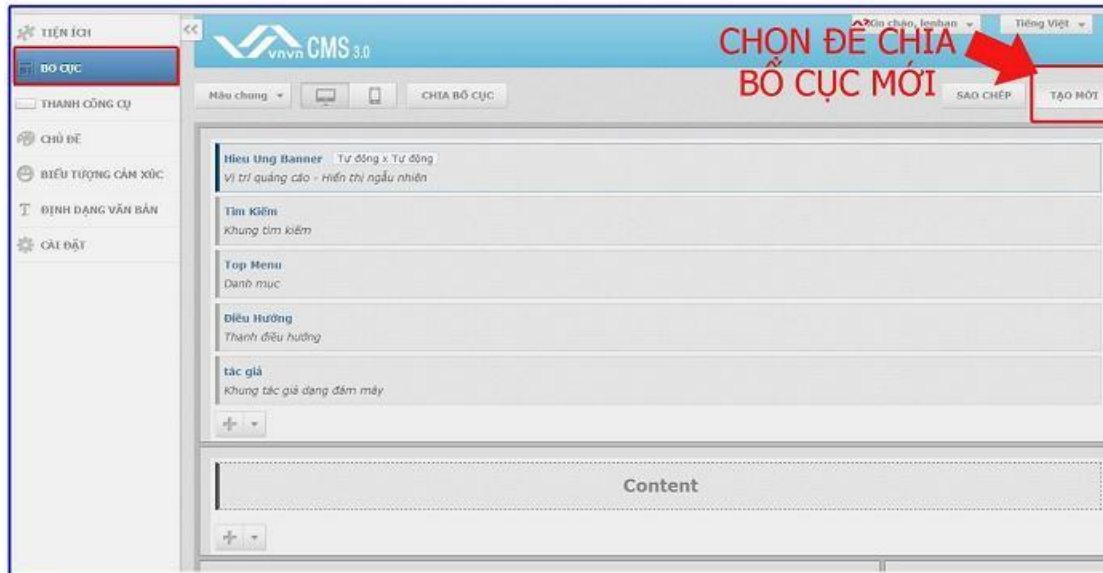 TIỆN ÍCH
BỐ CỤC
THANH CÔNG CỤ
CHỦ ĐỀ
BIỂU TƯỢNG CẢM XÚC
ĐỊNH DẠNG VĂN BẢN
CÀI ĐẶT
<<
vnvn CMS 3.0
Xin chào, lenhan
Tiếng Việt
CHỌN ĐỂ CHIA
BỐ CỤC MỚI
Mẫu chung
CHIA BỐ CỤC
SAO CHÉP
TẠO MỚI
Hieu Ung Banner Tự động x Tự động
Vị trí quảng cáo - Hiển thị ngẫu nhiên
Tìm Kiếm
Khung tìm kiếm
Top Menu
Danh mục
Điều Hướng
Thanh điều hướng
tác giả
Khung tác giả dạng đám mây
Content